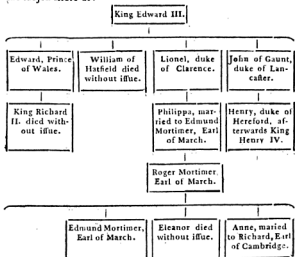 King Edward III.
Edward, Prince
of Wales.
William of
Hatfield died
without iſſue.
Lionel, duke
of Clarence.
John of Gaunt,
duke of Lan-
caſter.
King Richard
II. died with-
out iſſue.
Philippa, mar-
ried to Edmund
Mortimer, Earl
of March.
Henry, duke of
Hereford, af-
terwards King
Henry IV.
Roger Mortimer
Earl of March.
Edmund Mortimer,
Earl of March.
Eleanor died
without iſſue.
Anne, maried
to Richard, Earl
of Cambridge.